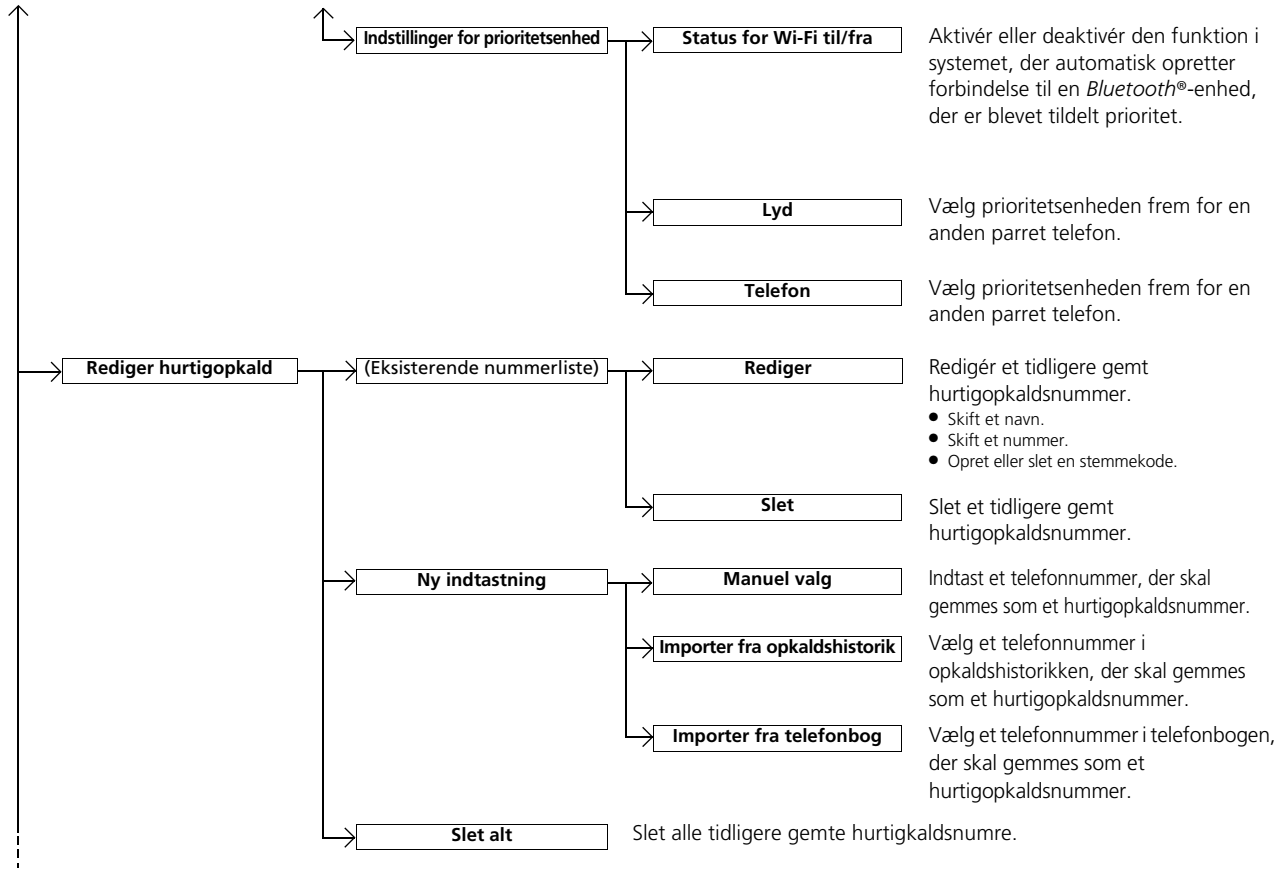 Indstillinger for prioritetsenhed
Status for Wi-Fi til/fra
Aktivér eller deaktivér den funktion i
systemet, der automatisk opretter
forbindelse til en Bluetooth®-enhed,
der er blevet tildelt prioritet.
Lyd
Vælg prioritetsenheden frem for en
anden parret telefon.
Telefon
Vælg prioritetsenheden frem for en
anden parret telefon.
Rediger hurtigopkald
(Eksisterende nummerliste)
Rediger
Redigér et tidligere gemt
hurtigopkaldsnummer.
● Skift et navn.
● Skift et nummer.
● Opret eller slet en stemmekode.
Slet
Slet et tidligere gemt
hurtigopkaldsnummer.
Ny indtastning
Manuel valg
Indtast et telefonnummer, der skal
gemmes som et hurtigopkaldsnummer.
Importer fra opkaldshistorik
Vælg et telefonnummer i
opkaldshistorikken, der skal gemmes
som et hurtigopkaldsnummer.
Importer fra telefonbog
Vælg et telefonnummer i telefonbogen,
der skal gemmes som et
hurtigopkaldsnummer.
Slet alt
Slet alle tidligere gemte hurtigkaldsnumre.